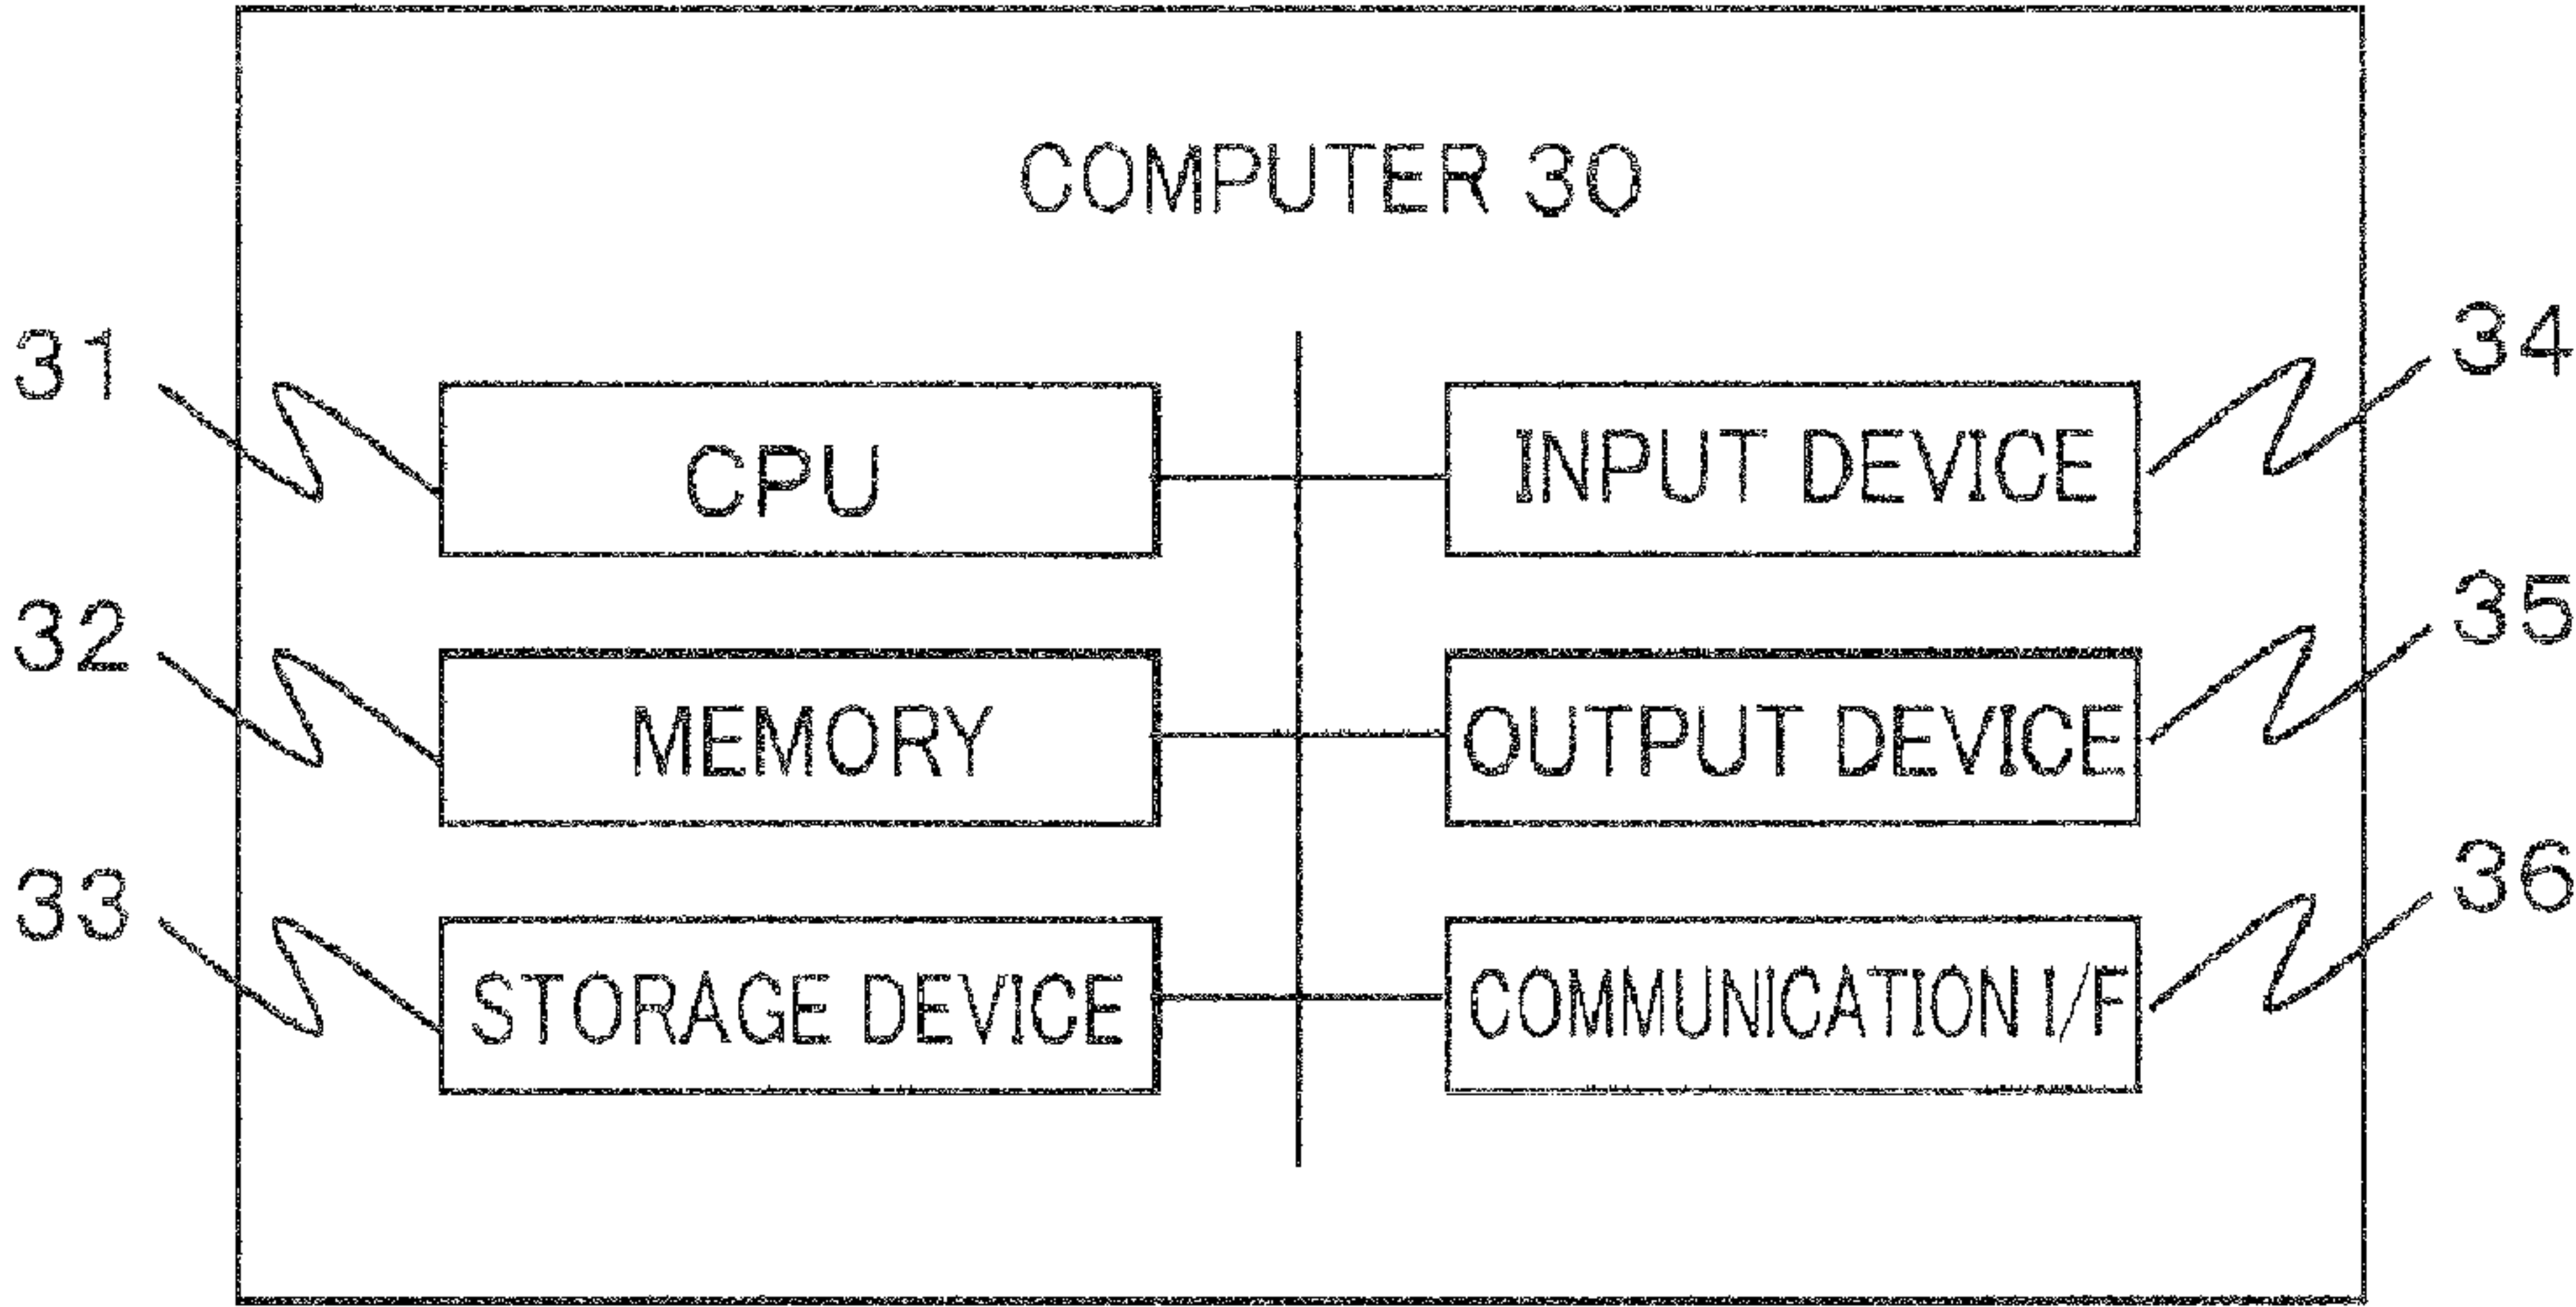 COMPUTER 30
31
CPU
INPUT DEVICE
34
32
MEMORY
OUTPUT DEVICE
35
33
STORAGE DEVICE
COMMUNICATION I/F
36